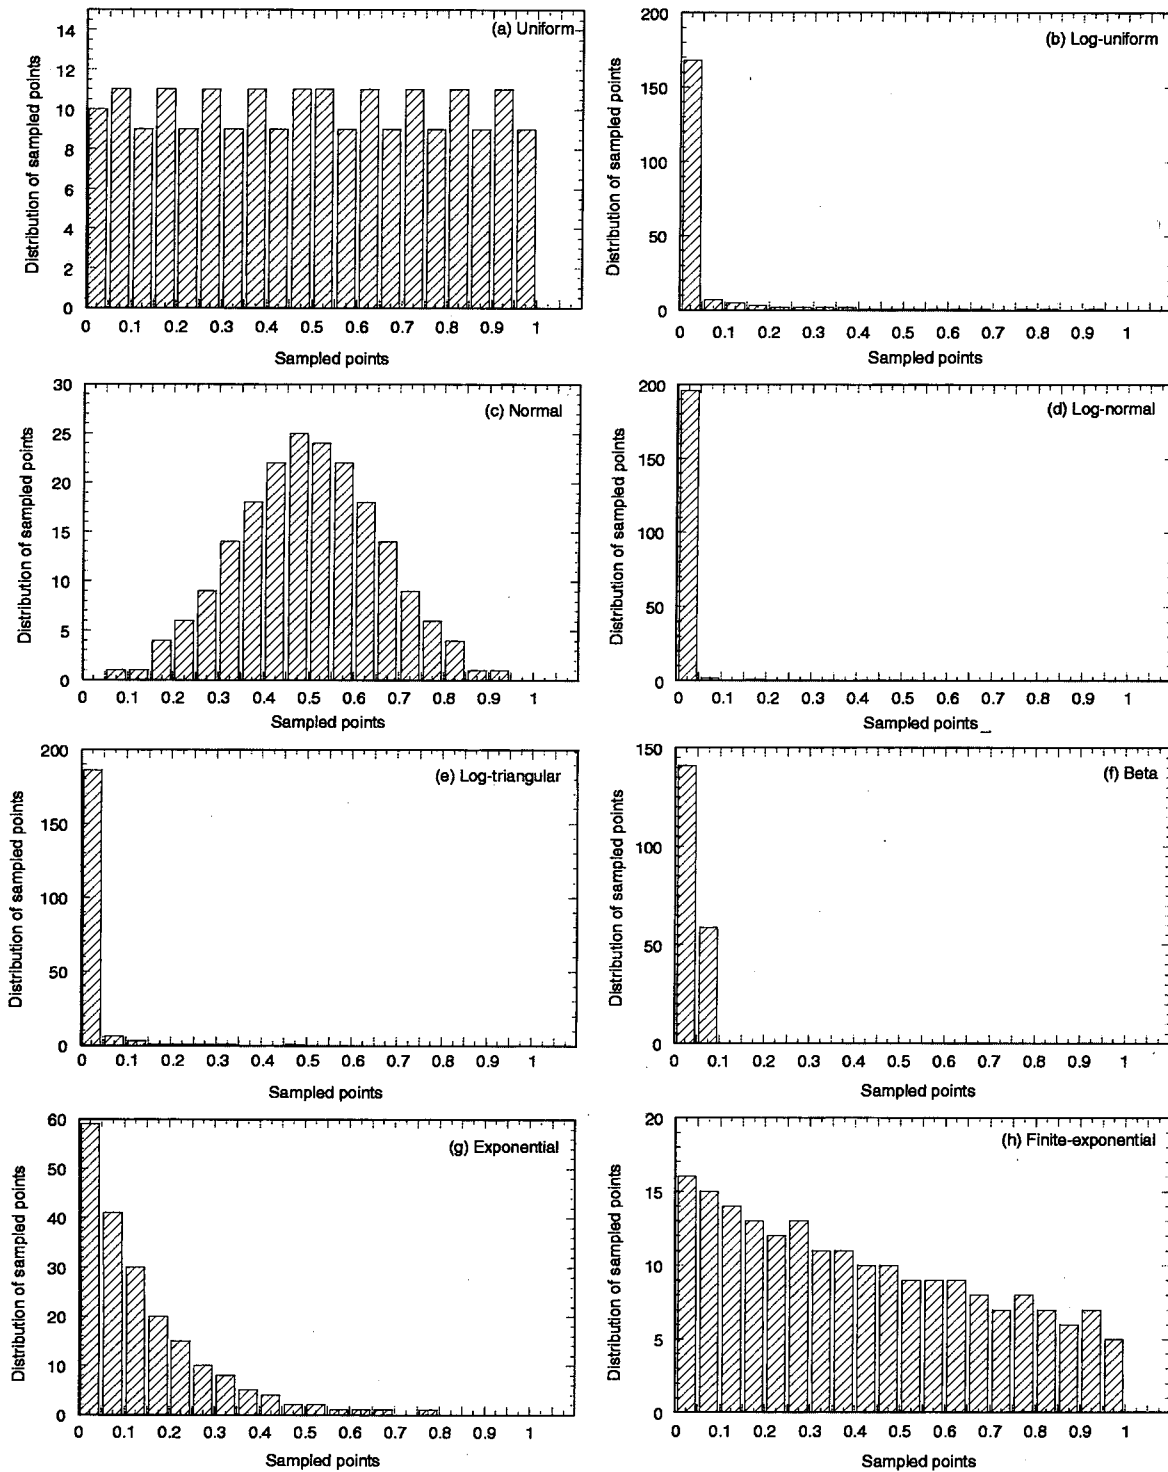 (a) Uniform
Distribution of sampled points
14
12
10
8
6
4
2
0
0 0.1 0.2 0.3 0.4 0.5 0.6 0.7 0.8 0.9 1
Sampled points
(b) Log-uniform
Distribution of sampled points
200
150
100
50
0
0 0.1 0.2 0.3 0.4 0.5 0.6 0.7 0.8 0.9 1
Sampled points
(c) Normal
Distribution of sampled points
30
25
20
15
10
5
0
0 0.1 0.2 0.3 0.4 0.5 0.6 0.7 0.8 0.9 1
Sampled points
(d) Log-normal
Distribution of sampled points
200
150
100
50
0
0 0.1 0.2 0.3 0.4 0.5 0.6 0.7 0.8 0.9 1
Sampled points
(e) Log-triangular
Distribution of sampled points
200
150
100
50
0
0 0.1 0.2 0.3 0.4 0.5 0.6 0.7 0.8 0.9 1
Sampled points
(f) Beta
Distribution of sampled points
150
100
50
0
0 0.1 0.2 0.3 0.4 0.5 0.6 0.7 0.8 0.9 1
Sampled points
(g) Exponential
Distribution of sampled points
60
50
40
30
20
10
0
0 0.1 0.2 0.3 0.4 0.5 0.6 0.7 0.8 0.9 1
Sampled points
(h) Finite-exponential
Distribution of sampled points
20
15
10
5
0
0 0.1 0.2 0.3 0.4 0.5 0.6 0.7 0.8 0.9 1
Sampled points